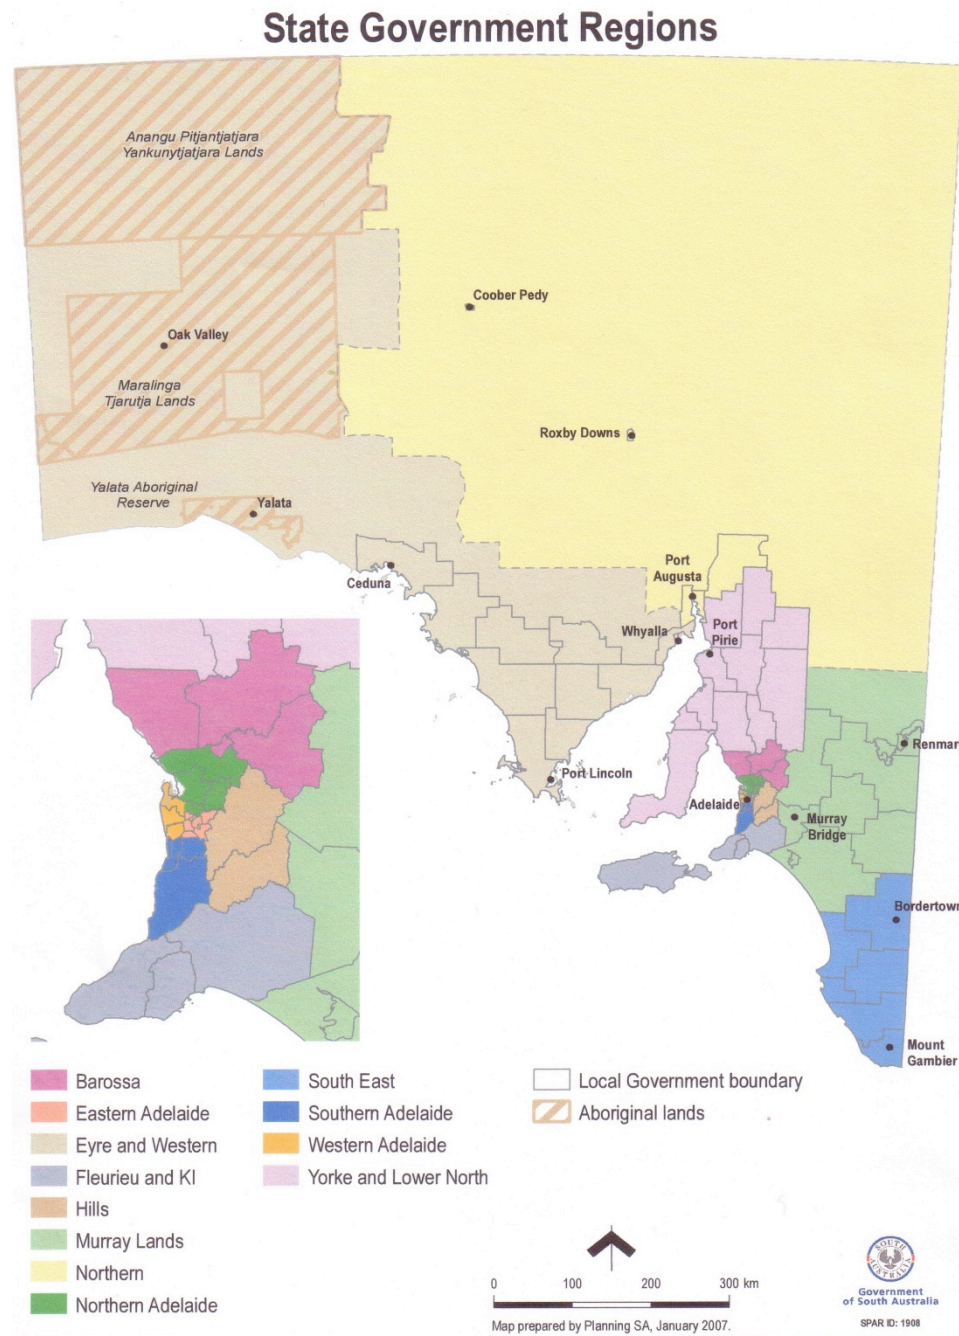 State Government Regions
Anangu Pitjantjatjara
Yankunytjatjara Lands
Coober Pedy
Oak Valley
Maralinga
Tjarutja Lands
Roxby Downs
Yalata Aboriginal
Reserve
Yalata
Ceduna
Port
Augusta
Whyalla
Port
Pirie
Renmar
Port Lincoln
Adelaide
Murray
Bridge
Bordertown
Mount
Gambier
Barossa
Eastern Adelaide
Eyre and Western
Fleurieu and KI
Hills
Murray Lands
Northern
Northern Adelaide
South East
Southern Adelaide
Western Adelaide
Yorke and Lower North
Local Government boundary
Aboriginal lands
0 100 200 300 km
Map prepared by Planning SA, January 2007.
SOUTH
AUSTRALIA
Government
of South Australia
SPAR ID: 1908